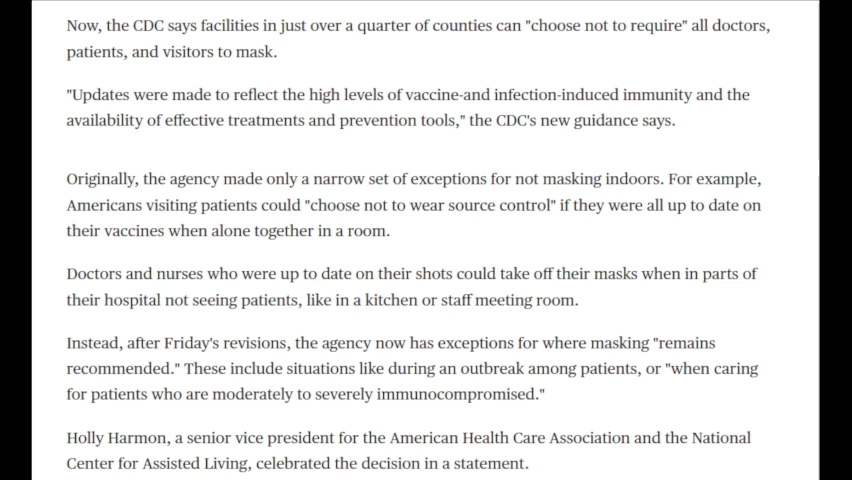 Now, the CDC says facilities in just over a quarter of counties can "choose not to require" all doctors,
patients, and visitors to mask.
"Updates were made to reflect the high levels of vaccine-and infection-induced immunity and the
availability of effective treatments and prevention tools," the CDC's new guidance says.
Originally, the agency made only a narrow set of exceptions for not masking indoors. For example,
Americans visiting patients could "choose not to wear source control" if they were all up to date on
their vaccines when alone together in a room.
Doctors and nurses who were up to date on their shots could take off their masks when in parts of
their hospital not seeing patients, like in a kitchen or staff meeting room.
Instead, after Friday's revisions, the agency now has exceptions for where masking "remains
recommended." These include situations like during an outbreak among patients, or "when caring
for patients who are moderately to severely immunocompromised."
Holly Harmon, a senior vice president for the American Health Care Association and the National
Center for Assisted Living, celebrated the decision in a statement.